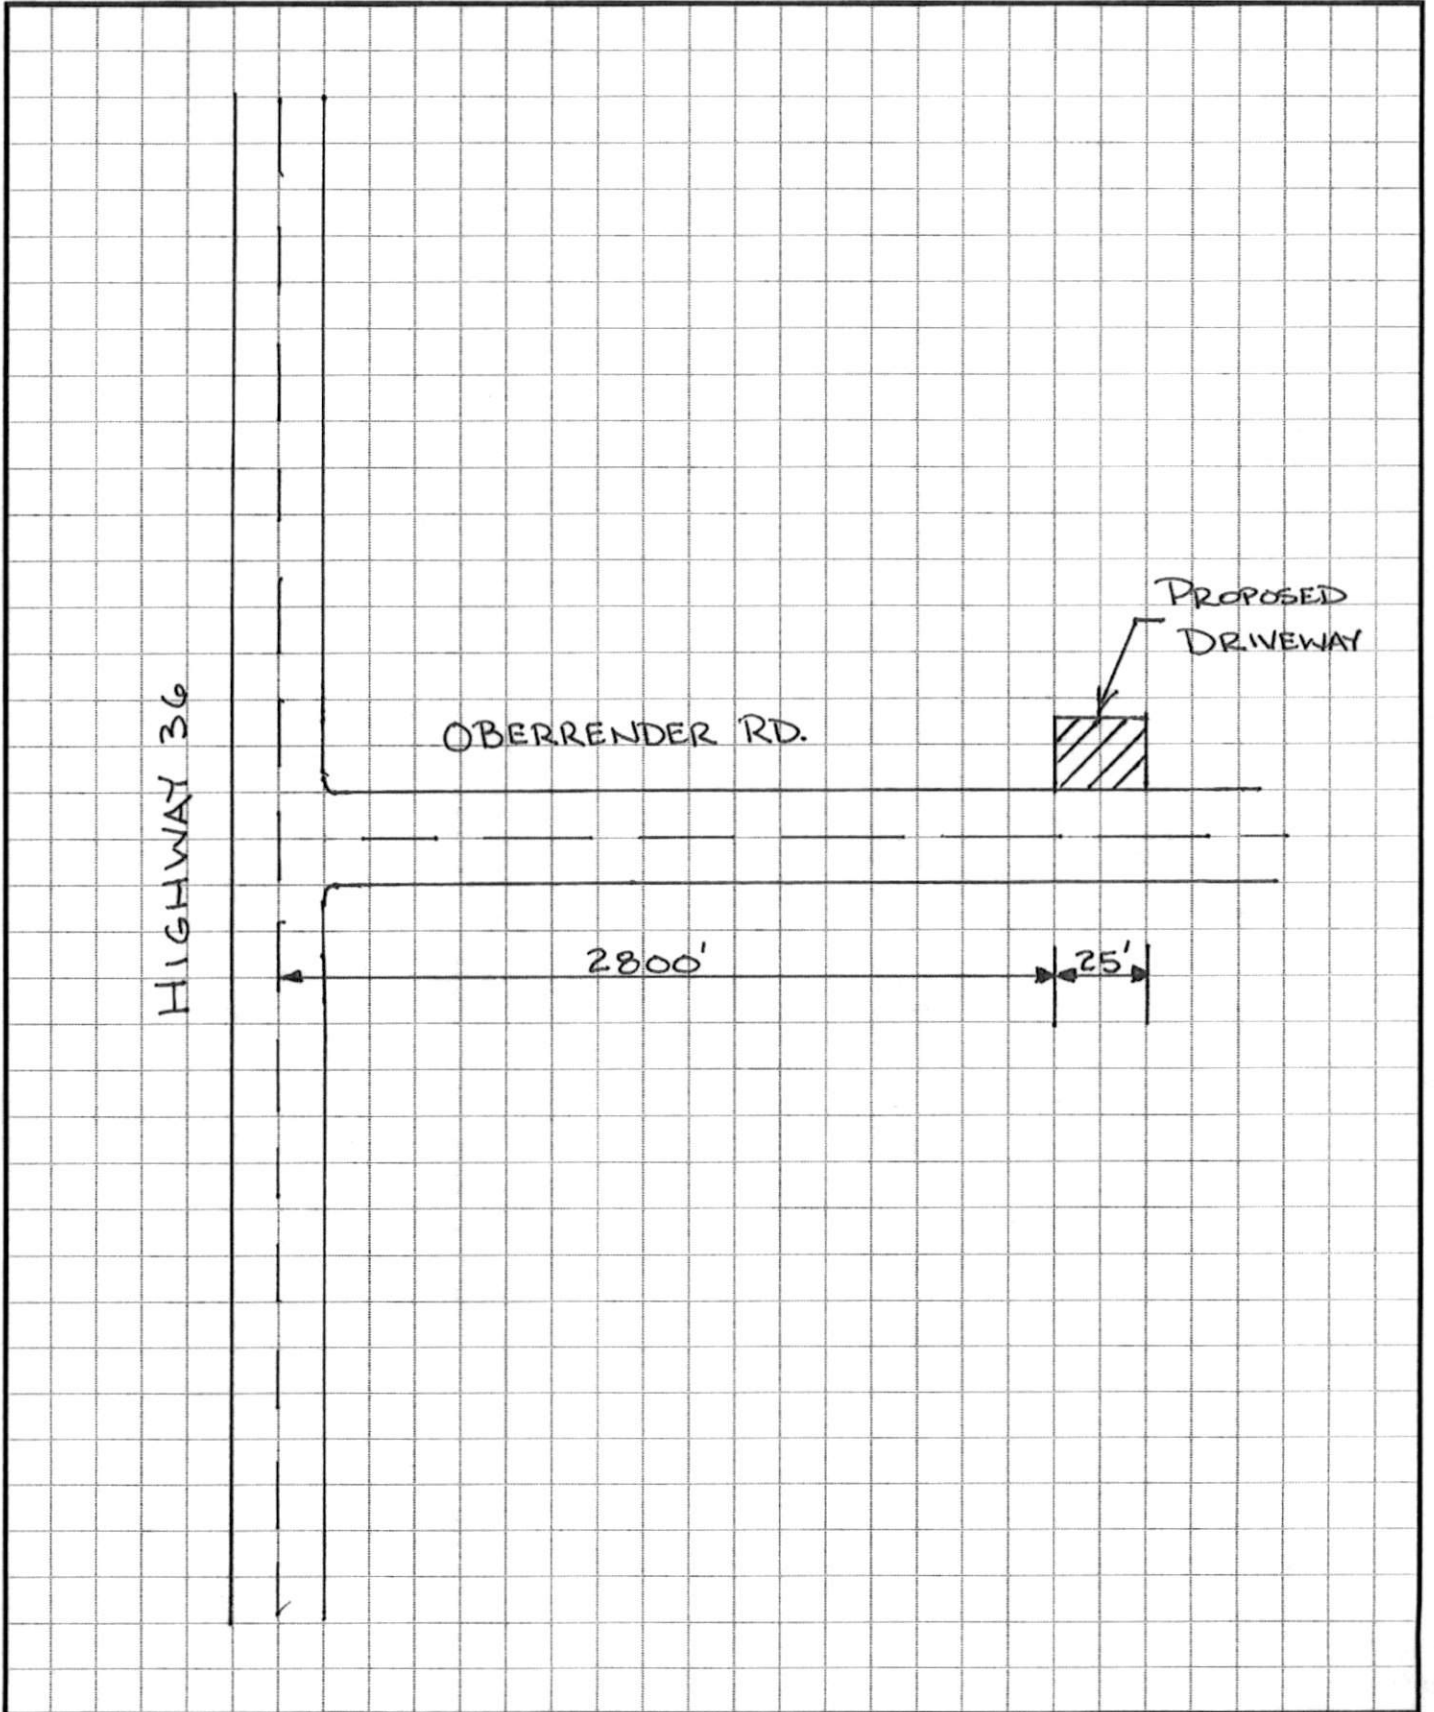 PROPOSED
DRIVEWAY
OBERRENDER RD.
HIGHWAY 36
2800'
25'